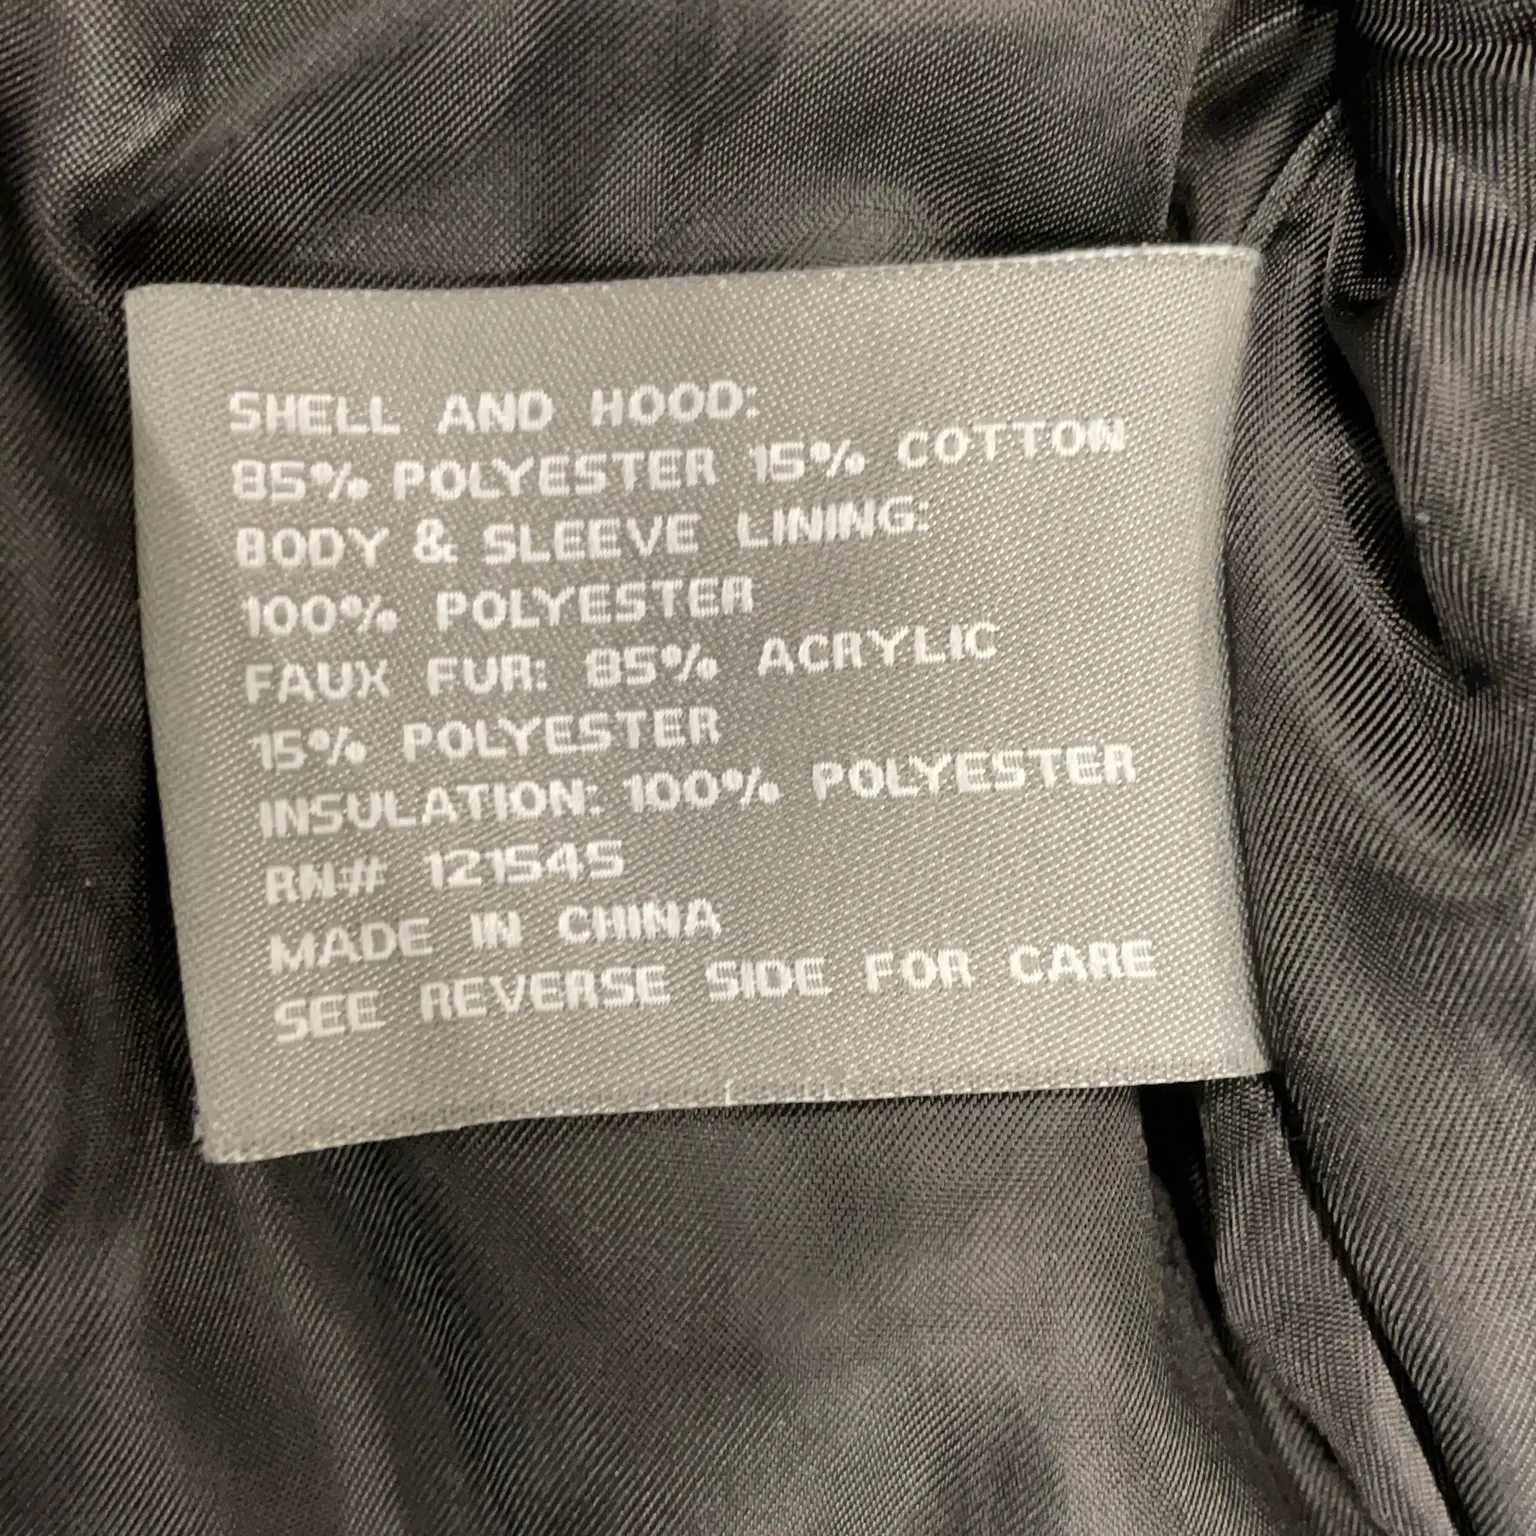 SHELL AND HOOD:
85% POLYESTER 15% COTTON
BODY & SLEEVE LINING:
100% POLYESTER
FAUX FUR: 85% ACRYLIC
15% POLYESTER
INSULATION: 100% POLYESTER
RN# 121545
MADE IN CHINA
SEE REVERSE SIDE FOR CARE